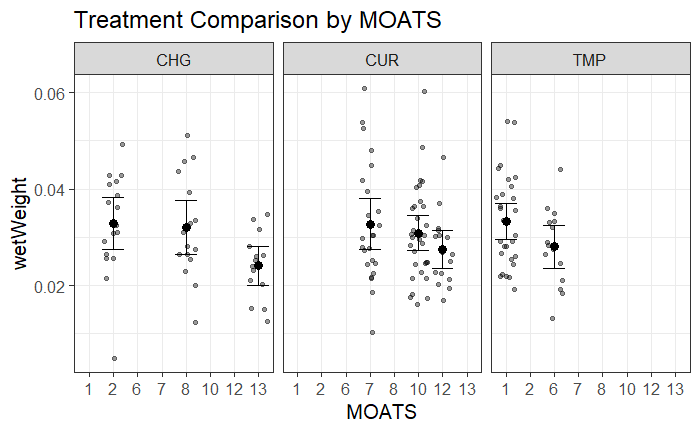 Treatment Comparison by MOATS
CHG CUR TMP
wetWeight
0.06
0.04
0.02
1 2 6 7 8 10 12 13 1 2 6 7 8 10 12 13 1 2 6 7 8 10 12 13
MOATS